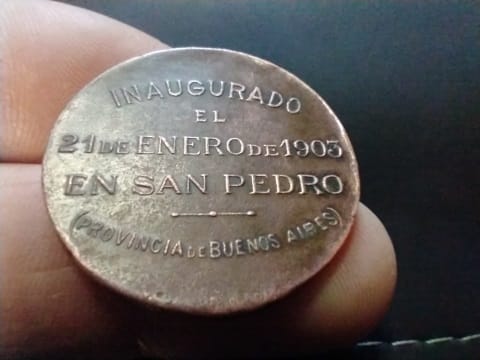 INAUGURADO
EL
21 DE ENERO DE 1903
EN SAN PEDRO
(PROVINCIA DE BUENOS AIRES)